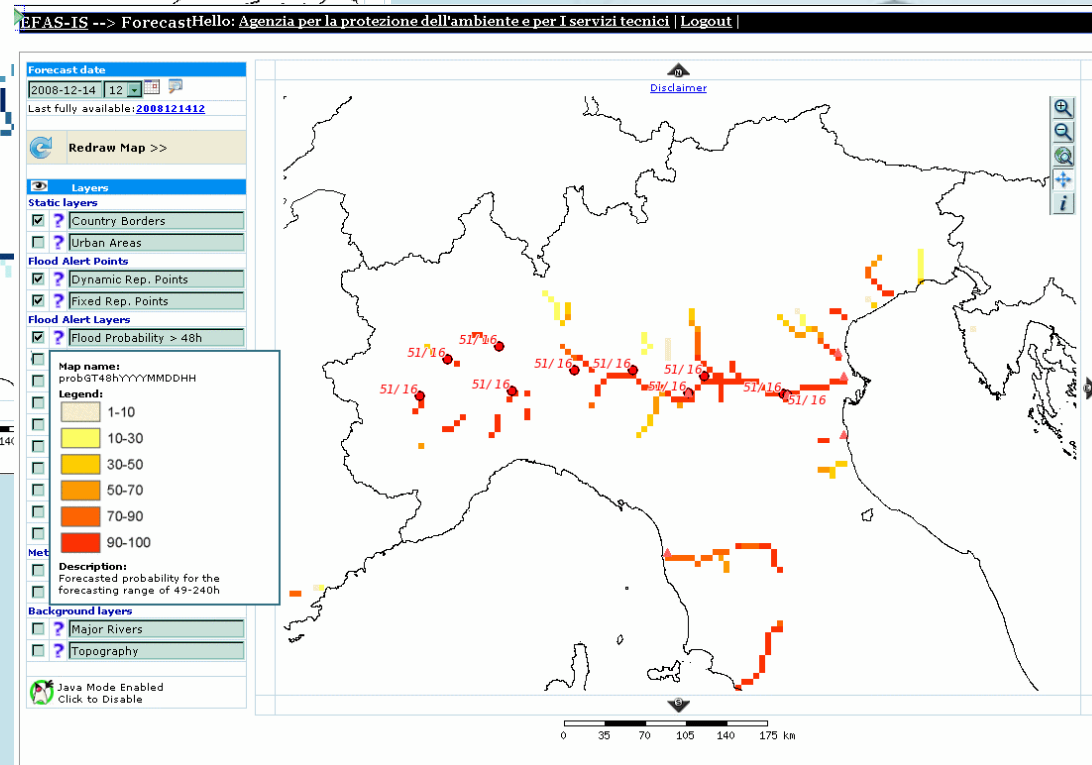 EFAS-IS --> Forecast Hello: Agenzia per la protezione dell'ambiente e per I servizi tecnici | Logout |
Forecast date
2008-12-14 12
Last fully available: 2008121412
Redraw Map >>
Layers
Static layers
Country Borders
Urban Areas
Flood Alert Points
Dynamic Rep. Points
Fixed Rep. Points
Flood Alert Layers
Flood Probability > 48h
Map name:
probGT48hYYYYMMDDHH
Legend:
1-10
10-30
30-50
50-70
70-90
90-100
Description:
Forecasted probability for the
forecasting range of 49-240h
Met
Background layers
Major Rivers
Topography
Java Mode Enabled
Click to Disable
N
Disclaimer
51/16
51/16
51/16
51/16
51/16
51/16
51/16
51/16
51/16
51/16
S
0 35 70 105 140 175 km
140